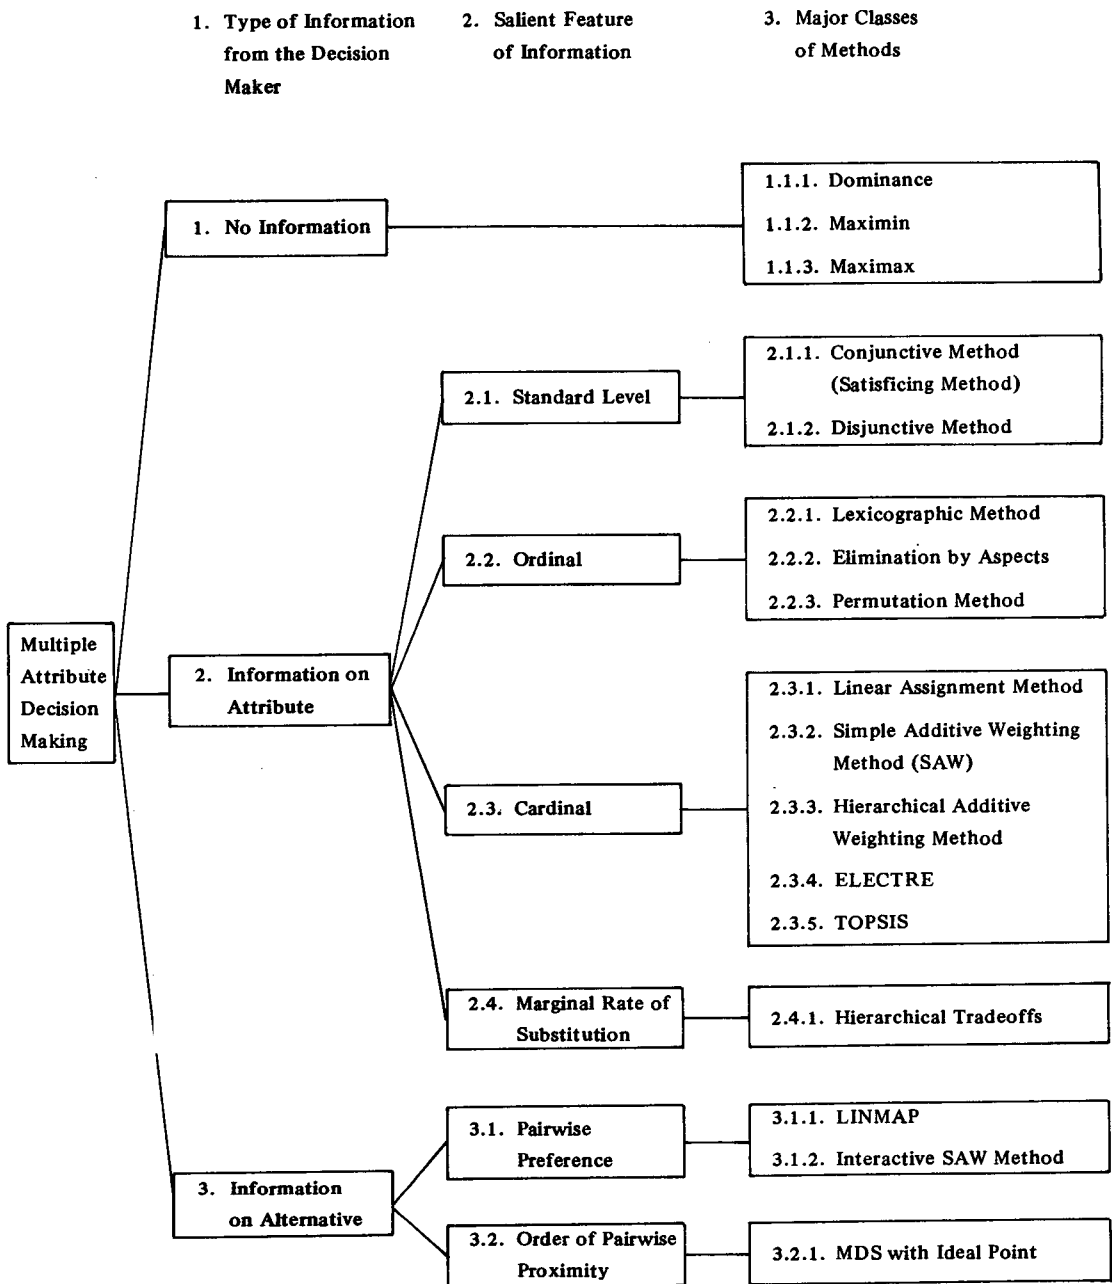 1. Type of Information
from the Decision
Maker
2. Salient Feature
of Information
3. Major Classes
of Methods
Multiple
Attribute
Decision
Making
1. No Information
1.1.1. Dominance
1.1.2. Maximin
1.1.3. Maximax
2. Information on
Attribute
2.1. Standard Level
2.1.1. Conjunctive Method
(Satisficing Method)
2.1.2. Disjunctive Method
2.2. Ordinal
2.2.1. Lexicographic Method
2.2.2. Elimination by Aspects
2.2.3. Permutation Method
2.3. Cardinal
2.3.1. Linear Assignment Method
2.3.2. Simple Additive Weighting
Method (SAW)
2.3.3. Hierarchical Additive
Weighting Method
2.3.4. ELECTRE
2.3.5. TOPSIS
2.4. Marginal Rate of
Substitution
2.4.1. Hierarchical Tradeoffs
3. Information
on Alternative
3.1. Pairwise
Preference
3.1.1. LINMAP
3.1.2. Interactive SAW Method
3.2. Order of Pairwise
Proximity
3.2.1. MDS with Ideal Point